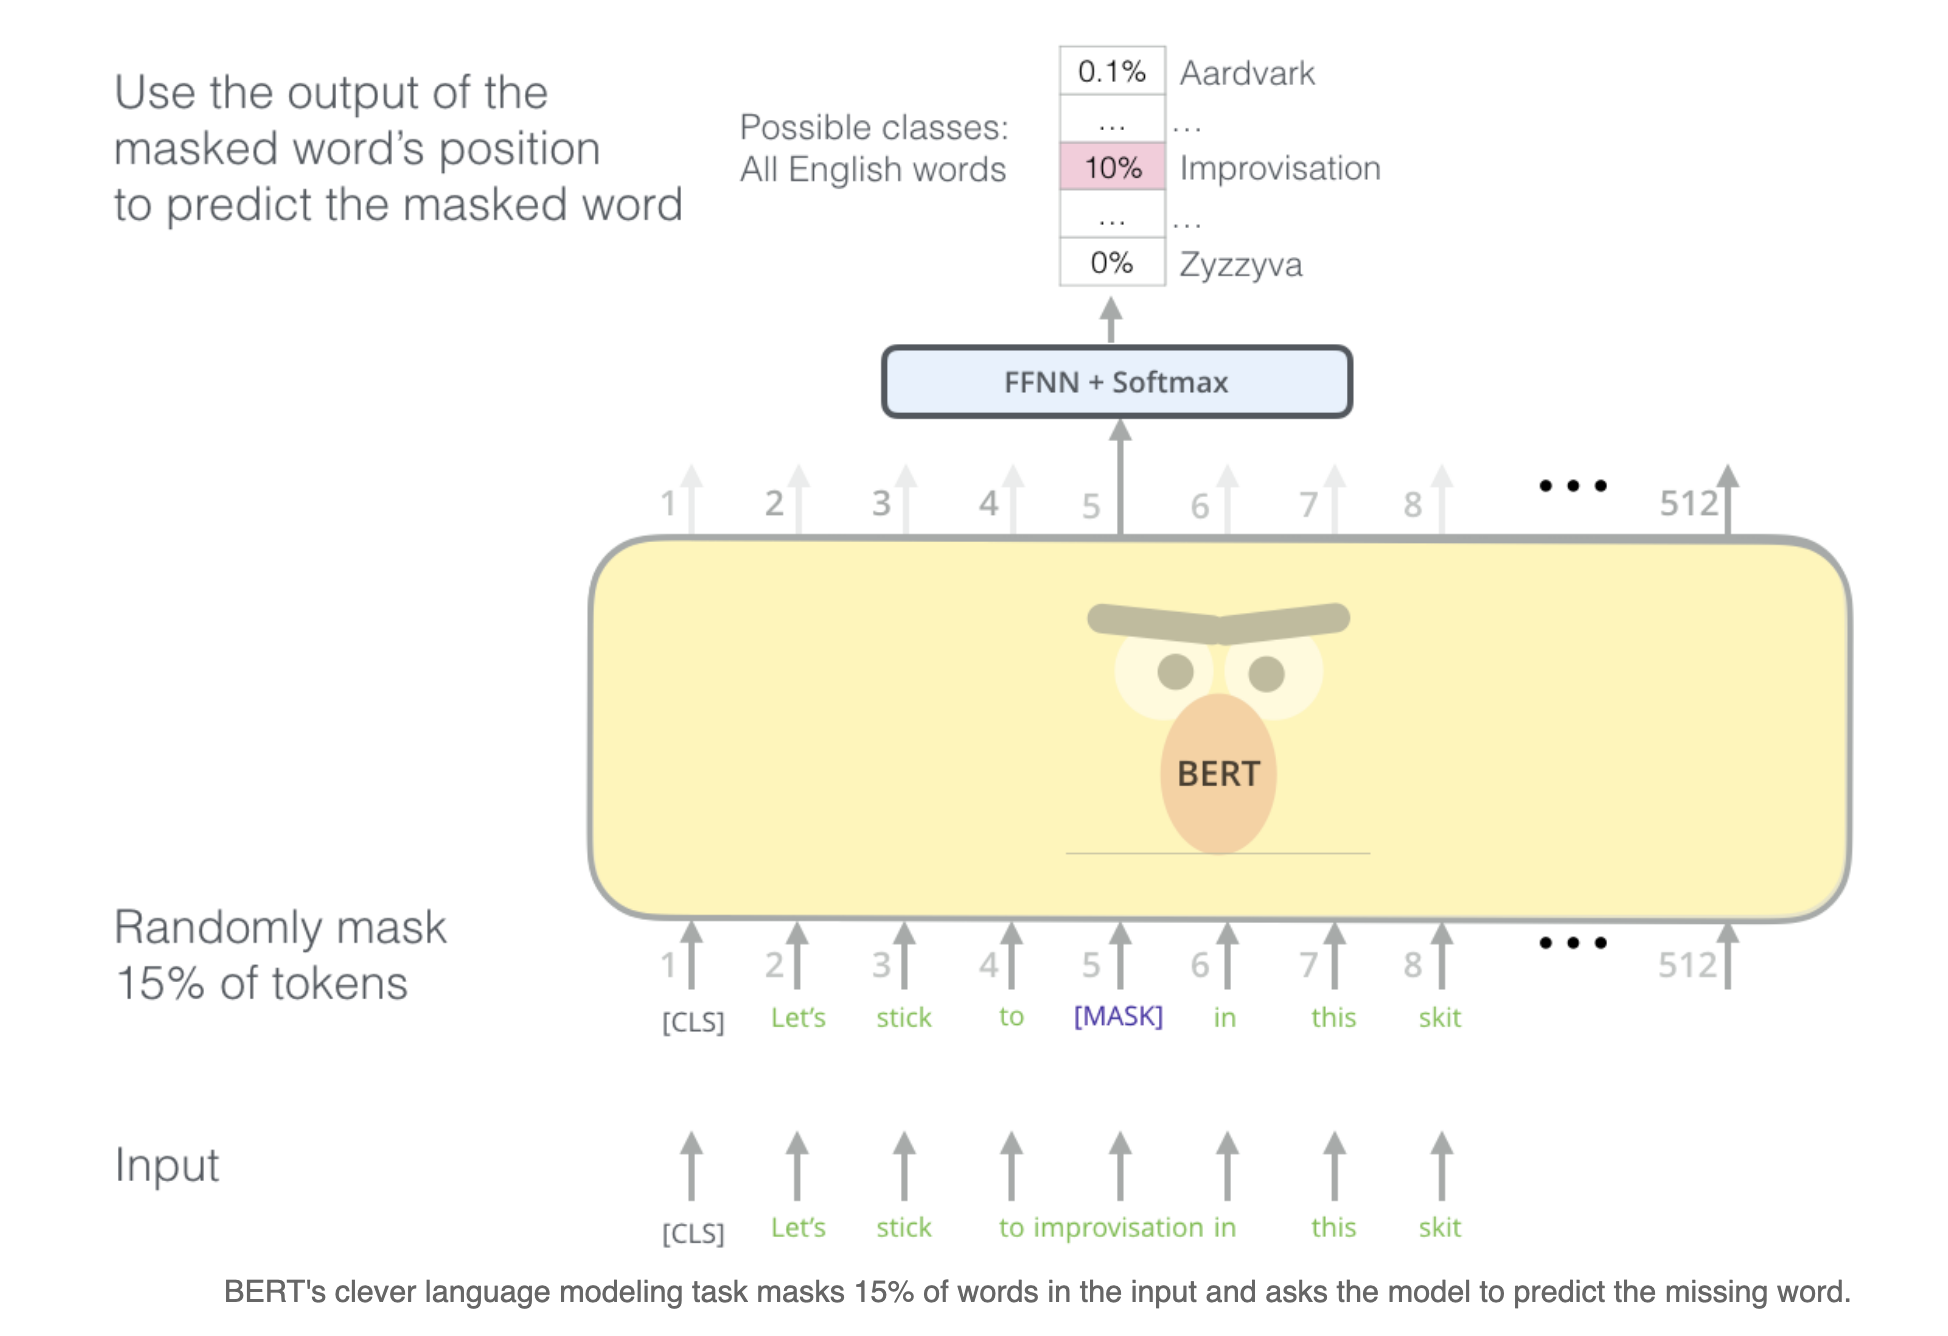 Use the output of the
masked word’s position
to predict the masked word
Possible classes:
All English words
0.1% Aardvark
... ...
10% Improvisation
... ...
0% Zyzzyva
FFNN + Softmax
1 2 3 4 5 6 7 8 ... 512
BERT
Randomly mask
15% of tokens
1 2 3 4 5 6 7 8 ... 512
[CLS] Let’s stick to [MASK] in this skit
Input
[CLS] Let’s stick to improvisation in this skit
BERT's clever language modeling task masks 15% of words in the input and asks the model to predict the missing word.